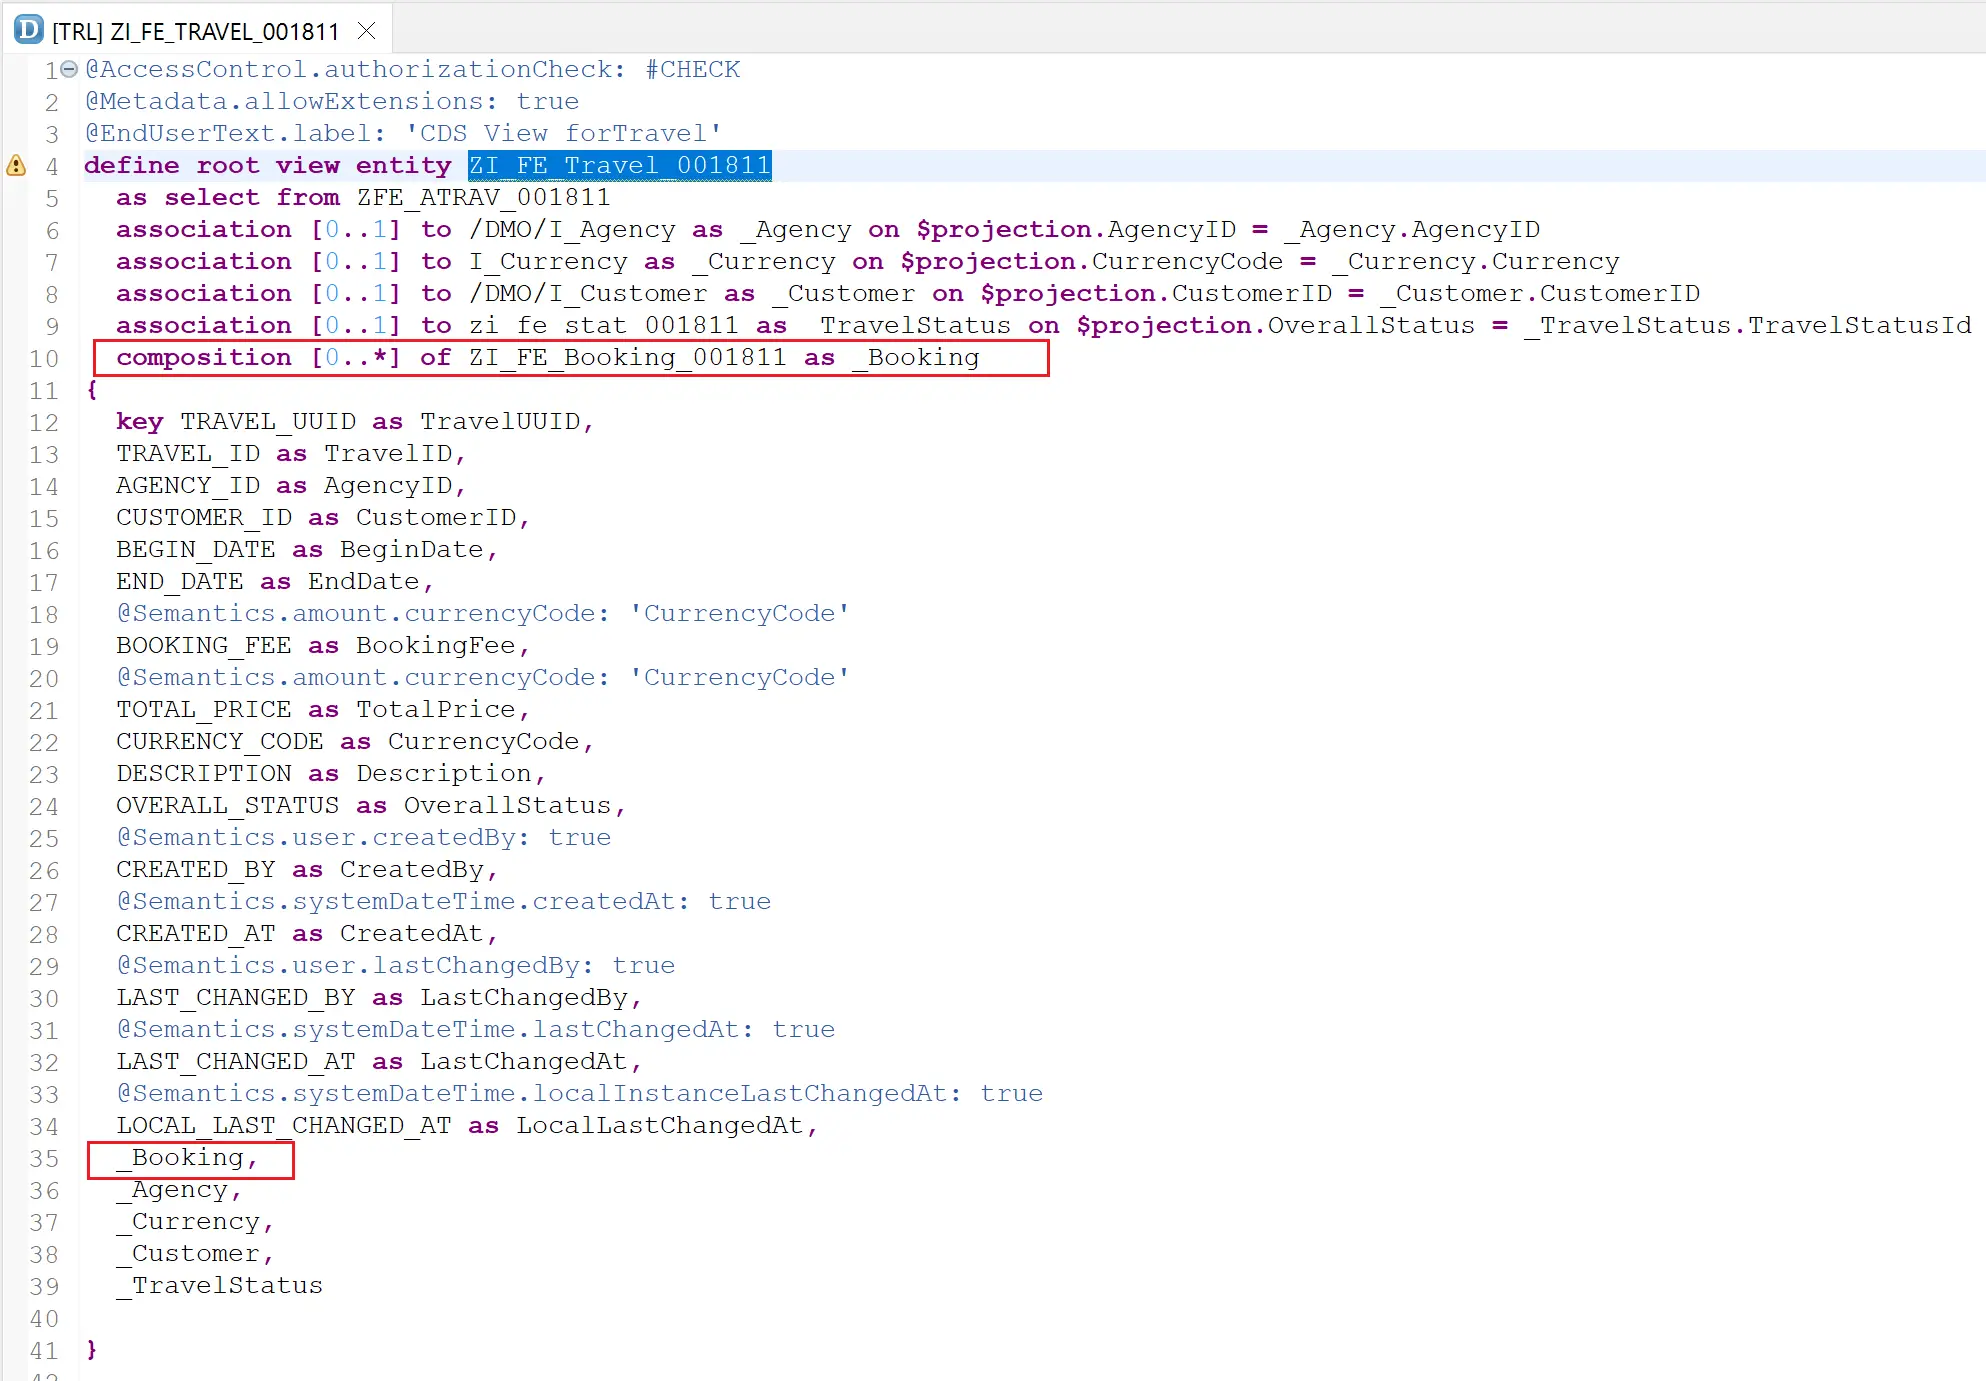 D [TRL] ZI_FE_TRAVEL_001811
1 @AccessControl.authorizationCheck: #CHECK
2 @Metadata.allowExtensions: true
3 @EndUserText.label: 'CDS View forTravel'
4 define root view entity ZI_FE_Travel_001811
5 as select from ZFE_ATRAV_001811
6 association [0..1] to /DMO/I_Agency as _Agency on $projection.AgencyID = _Agency.AgencyID
7 association [0..1] to I_Currency as _Currency on $projection.CurrencyCode = _Currency.Currency
8 association [0..1] to /DMO/I_Customer as _Customer on $projection.CustomerID = _Customer.CustomerID
9 association [0..1] to zi_fe_stat_001811 as _TravelStatus on $projection.OverallStatus = _TravelStatus.TravelStatusId
10 composition [0..*] of ZI_FE_Booking_001811 as _Booking
11 {
12 key TRAVEL_UUID as TravelUUID,
13 TRAVEL_ID as TravelID,
14 AGENCY_ID as AgencyID,
15 CUSTOMER_ID as CustomerID,
16 BEGIN_DATE as BeginDate,
17 END_DATE as EndDate,
18 @Semantics.amount.currencyCode: 'CurrencyCode'
19 BOOKING_FEE as BookingFee,
20 @Semantics.amount.currencyCode: 'CurrencyCode'
21 TOTAL_PRICE as TotalPrice,
22 CURRENCY_CODE as CurrencyCode,
23 DESCRIPTION as Description,
24 OVERALL_STATUS as OverallStatus,
25 @Semantics.user.createdBy: true
26 CREATED_BY as CreatedBy,
27 @Semantics.systemDateTime.createdAt: true
28 CREATED_AT as CreatedAt,
29 @Semantics.user.lastChangedBy: true
30 LAST_CHANGED_BY as LastChangedBy,
31 @Semantics.systemDateTime.lastChangedAt: true
32 LAST_CHANGED_AT as LastChangedAt,
33 @Semantics.systemDateTime.localInstanceLastChangedAt: true
34 LOCAL_LAST_CHANGED_AT as LocalLastChangedAt,
35 _Booking,
36 _Agency,
37 _Currency,
38 _Customer,
39 _TravelStatus
40
41 }